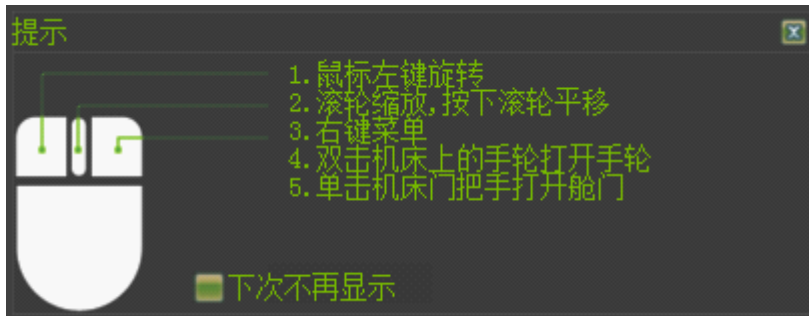 提示
1.鼠标左键旋转
2.滚轮缩放,按下滚轮平移
3.右键菜单
4.双击机床上的手轮打开手轮
5.单击机床门把手打开舱门
下次不再显示